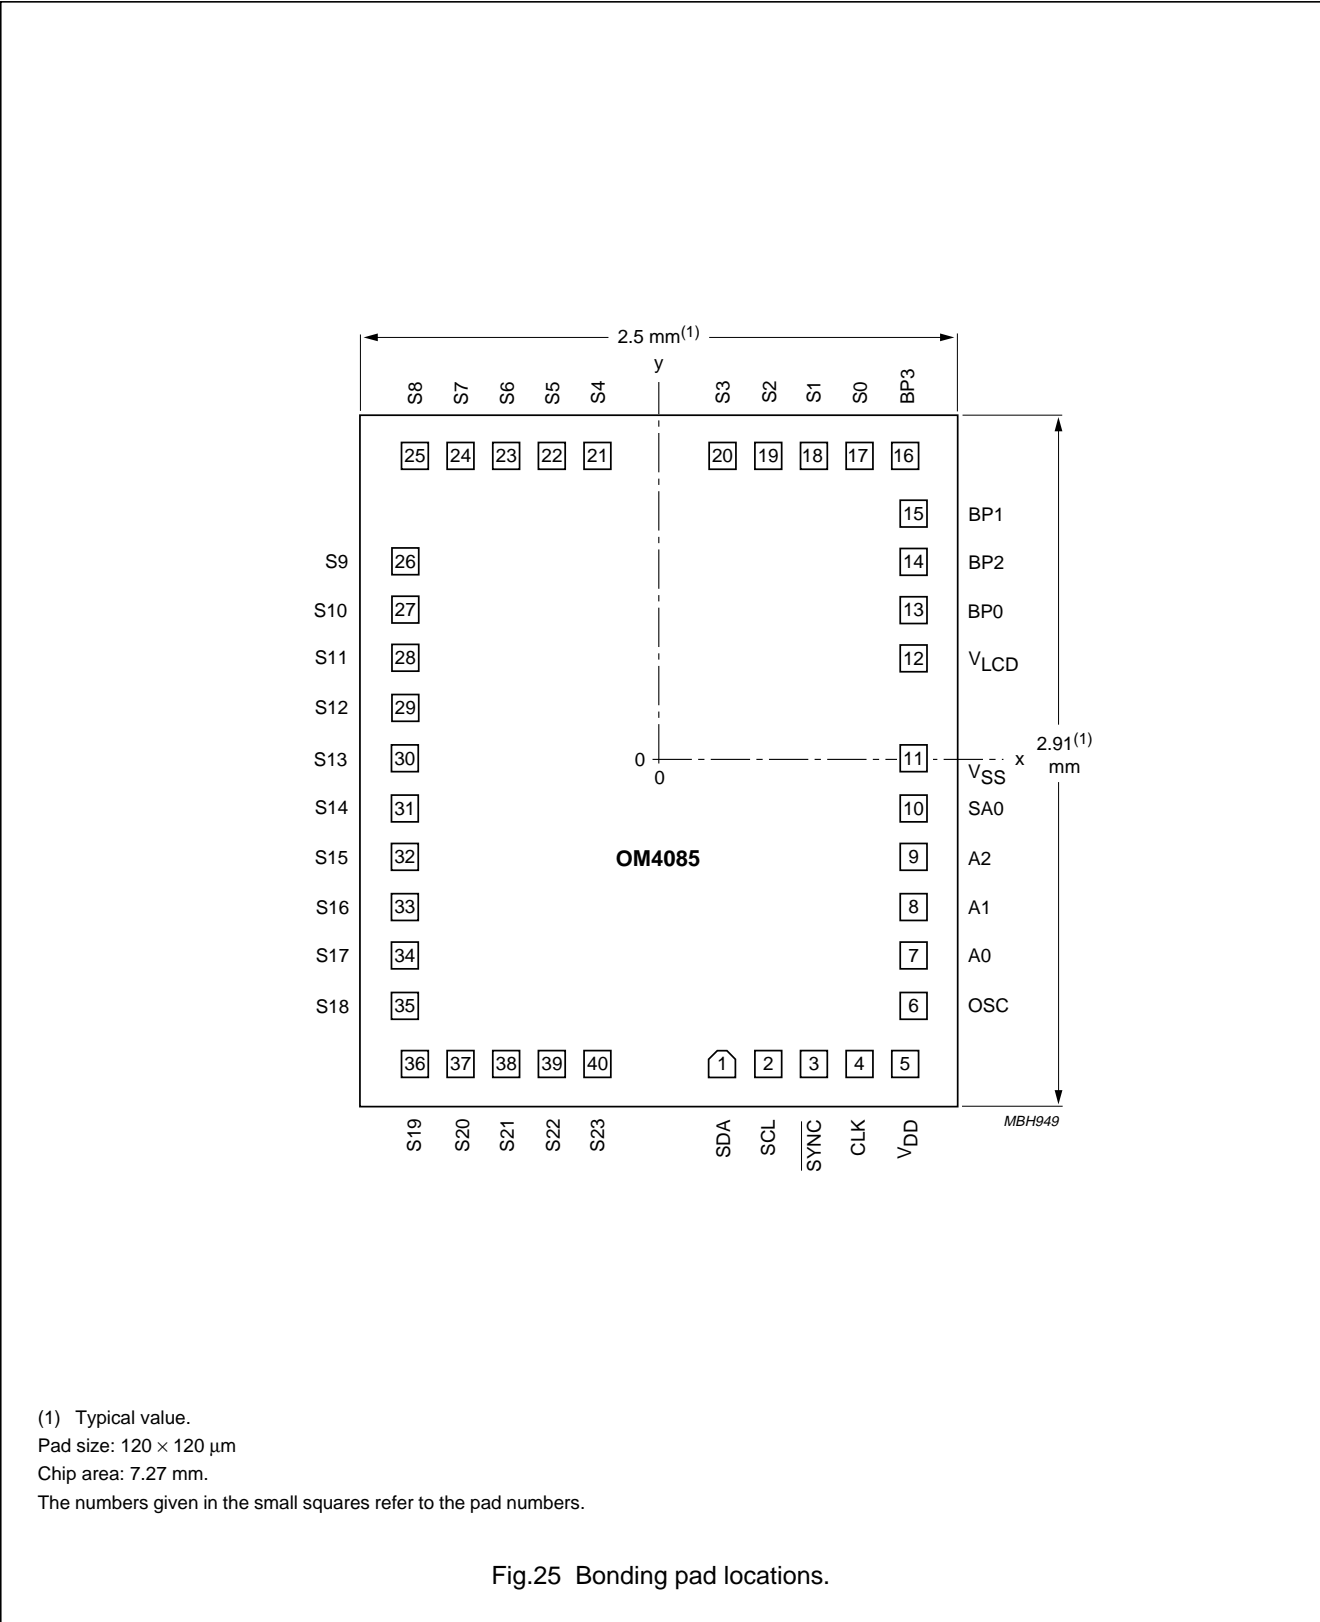 2.5 mm(1)
y
S8 S7 S6 S5 S4 S3 S2 S1 S0 BP3
25 24 23 22 21 20 19 18 17 16
15 BP1
S9 26 14 BP2
S10 27 13 BP0
S11 28 12 VLCD
S12 29
S13 30 0 11 x 2.91(1)
0 VSS mm
S14 31 10 SA0
S15 32 OM4085 9 A2
S16 33 8 A1
S17 34 7 A0
S18 35 6 OSC
36 37 38 39 40 1 2 3 4 5
MBH949
S19 S20 S21 S22 S23 SDA SCL SYNC CLK VDD
(1) Typical value.
Pad size: 120 × 120 μm
Chip area: 7.27 mm.
The numbers given in the small squares refer to the pad numbers.
Fig.25 Bonding pad locations.